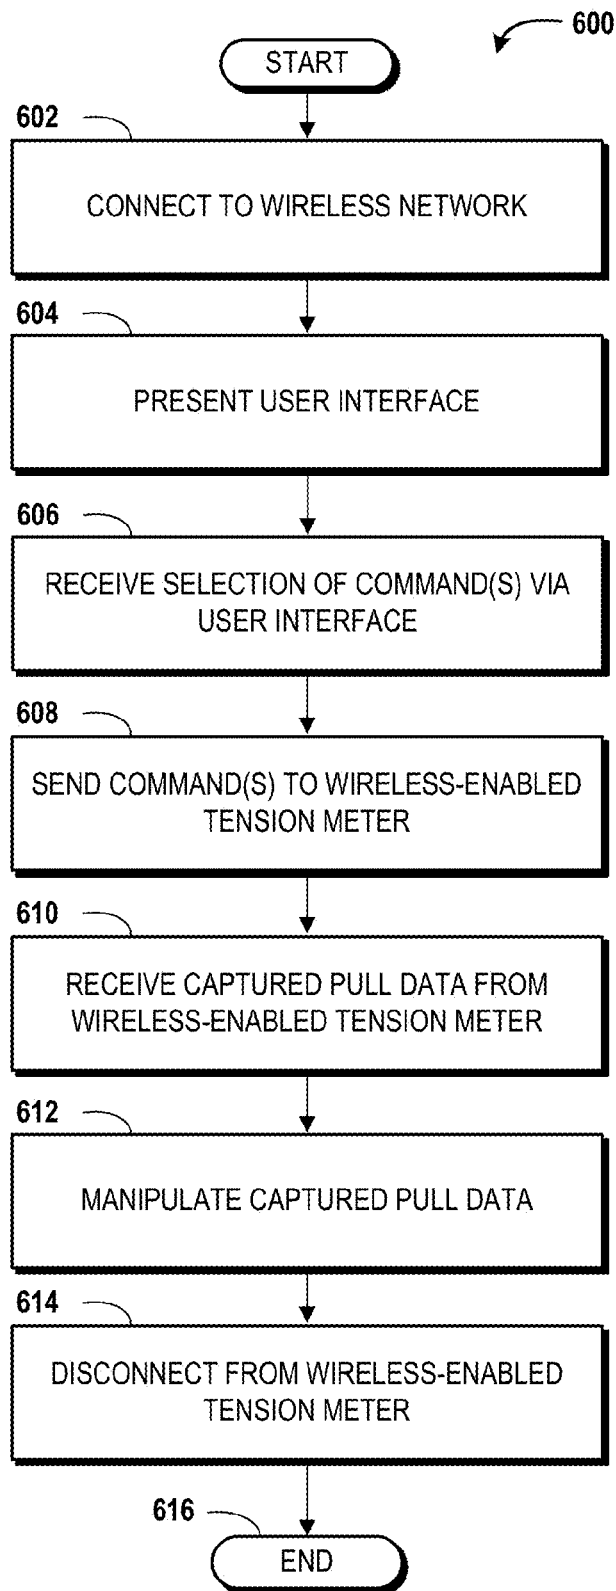 600
START
602
CONNECT TO WIRELESS NETWORK
604
PRESENT USER INTERFACE
606
RECEIVE SELECTION OF COMMAND(S) VIA
USER INTERFACE
608
SEND COMMAND(S) TO WIRELESS-ENABLED
TENSION METER
610
RECEIVE CAPTURED PULL DATA FROM
WIRELESS-ENABLED TENSION METER
612
MANIPULATE CAPTURED PULL DATA
614
DISCONNECT FROM WIRELESS-ENABLED
TENSION METER
616
END